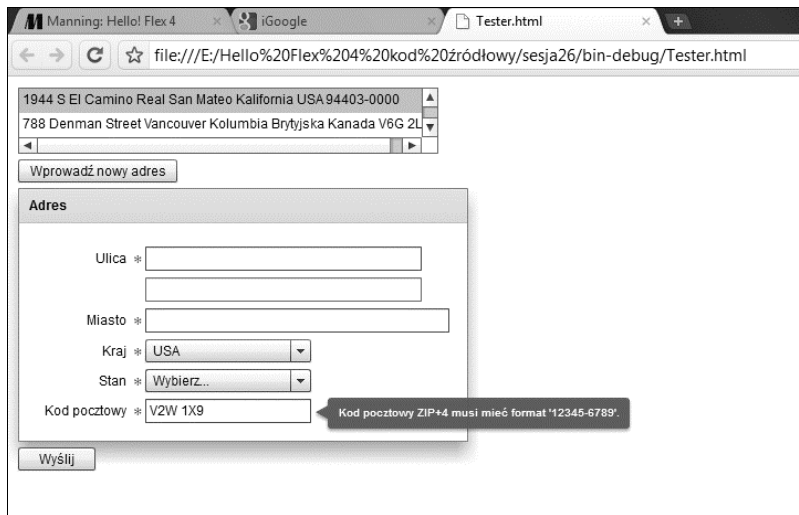 Manning: Hello! Flex 4
iGoogle
Tester.html
file:///E:/Hello%20Flex%204%20kod%20źródłowy/sesja26/bin-debug/Tester.html
1944 S El Camino Real San Mateo Kalifornia USA 94403-0000
788 Denman Street Vancouver Kolumbia Brytyjska Kanada V6G 2L
Wprowadź nowy adres
Adres
Ulica *
Miasto *
Kraj * USA
Stan * Wybierz...
Kod pocztowy * V2W 1X9 Kod pocztowy ZIP+4 musi mieć format '12345-6789'.
Wyślij